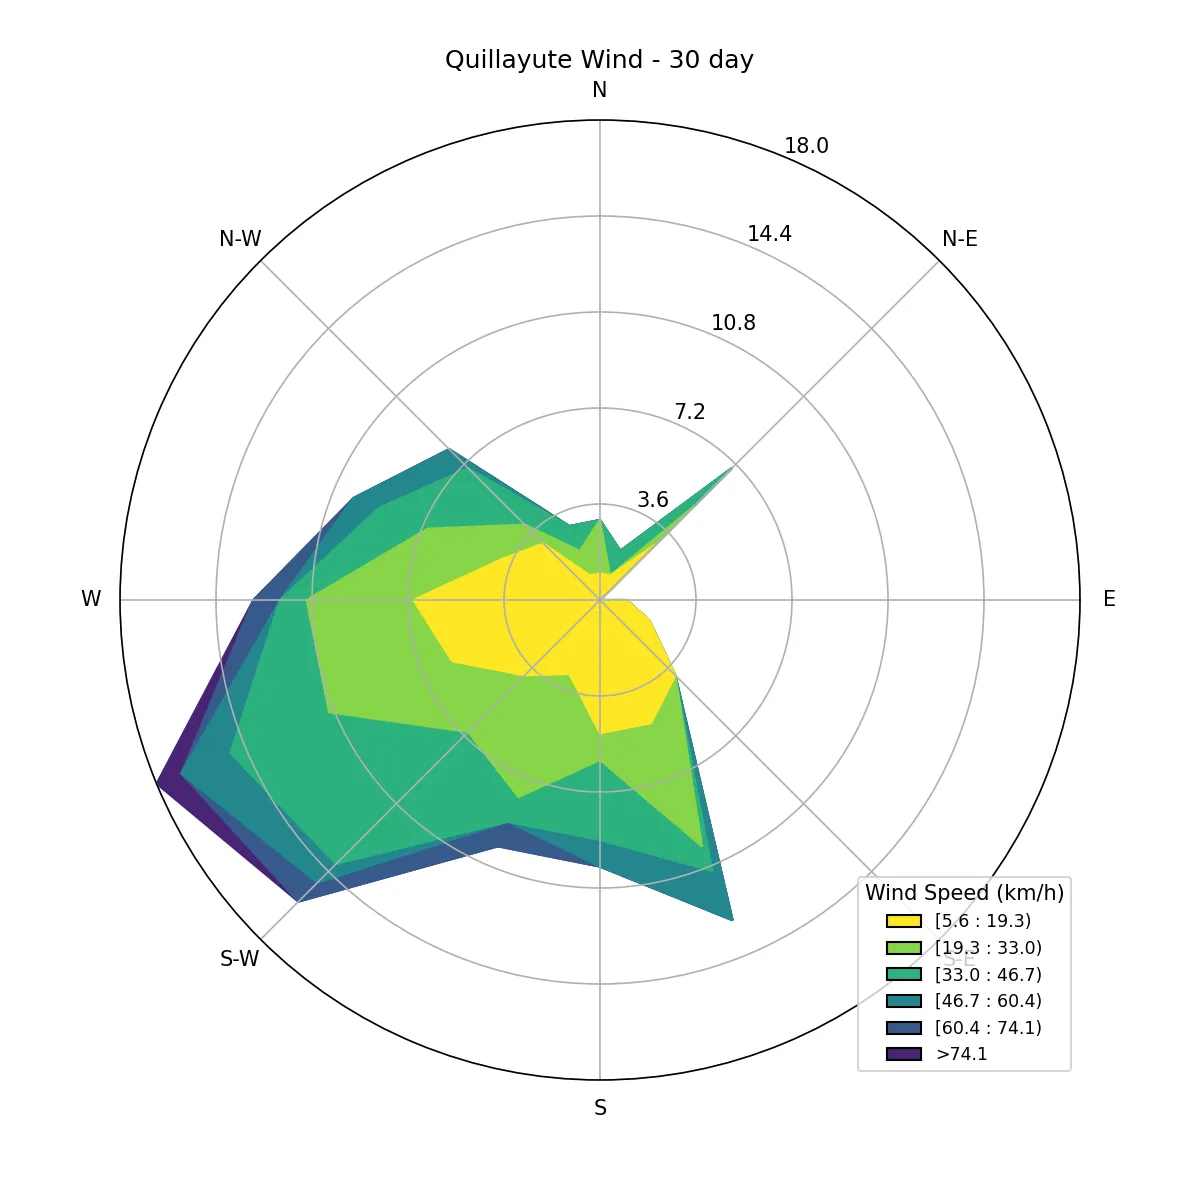 Quillayute Wind - 30 day
N
18.0
14.4
N-W
N-E
10.8
7.2
3.6
W
E
S-W
S-E
S
Wind Speed (km/h)
[5.6 : 19.3)
[19.3 : 33.0)
[33.0 : 46.7)
[46.7 : 60.4)
[60.4 : 74.1)
>74.1